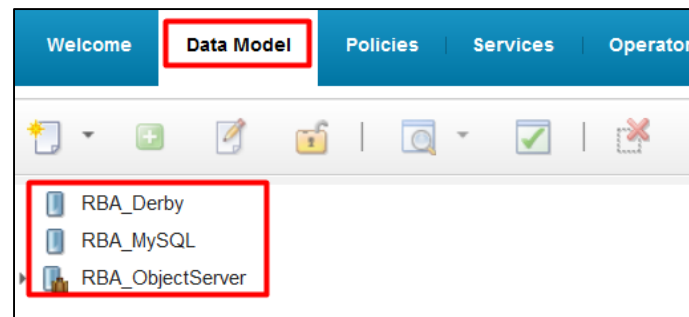 Welcome Data Model Policies Services Operator
RBA_Derby
RBA_MySQL
RBA_ObjectServer